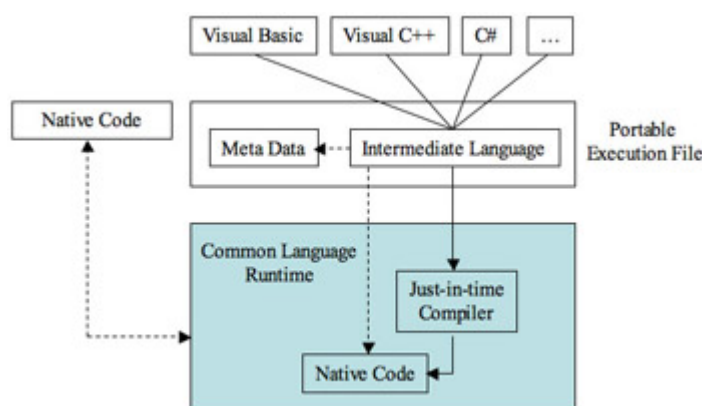 Visual Basic
Visual C++
C#
...
Native Code
Meta Data
Intermediate Language
Portable
Execution File
Common Language
Runtime
Just-in-time
Compiler
Native Code